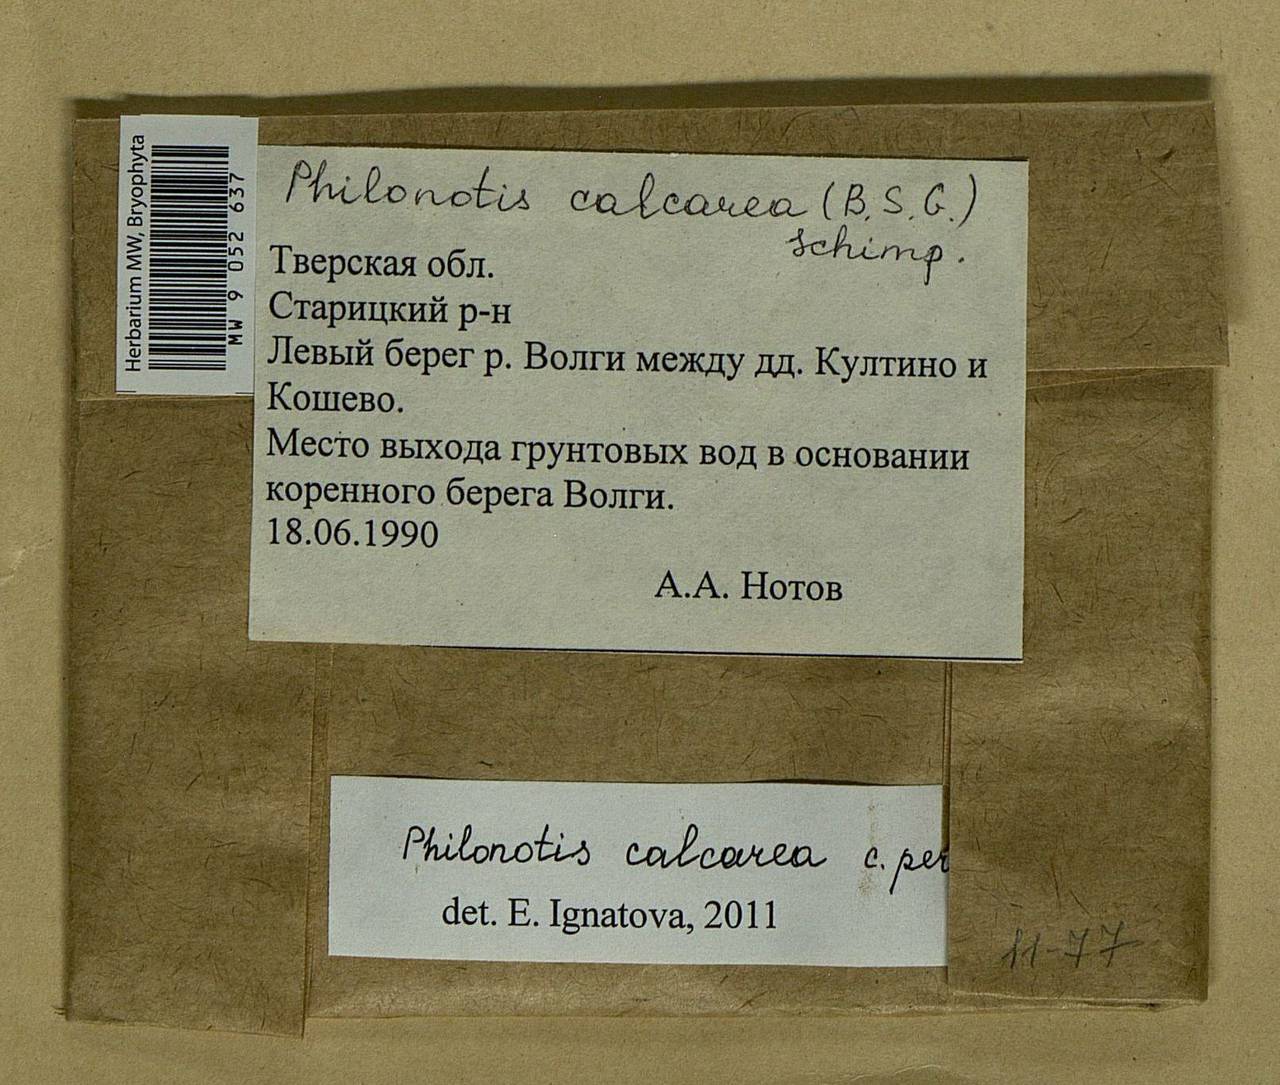 Herbarium MW, Bryophyta
MW 9 052 637
Philonotis calcarea (B.S.G.)
Schimp.
Тверская обл.
Старицкий р-н
Левый берег р. Волги между дд. Култино и
Кошево.
Место выхода грунтовых вод в основании
коренного берега Волги.
18.06.1990
А.А. Нотов
Philonotis calcarea c. per
det. E. Ignatova, 2011
11-77